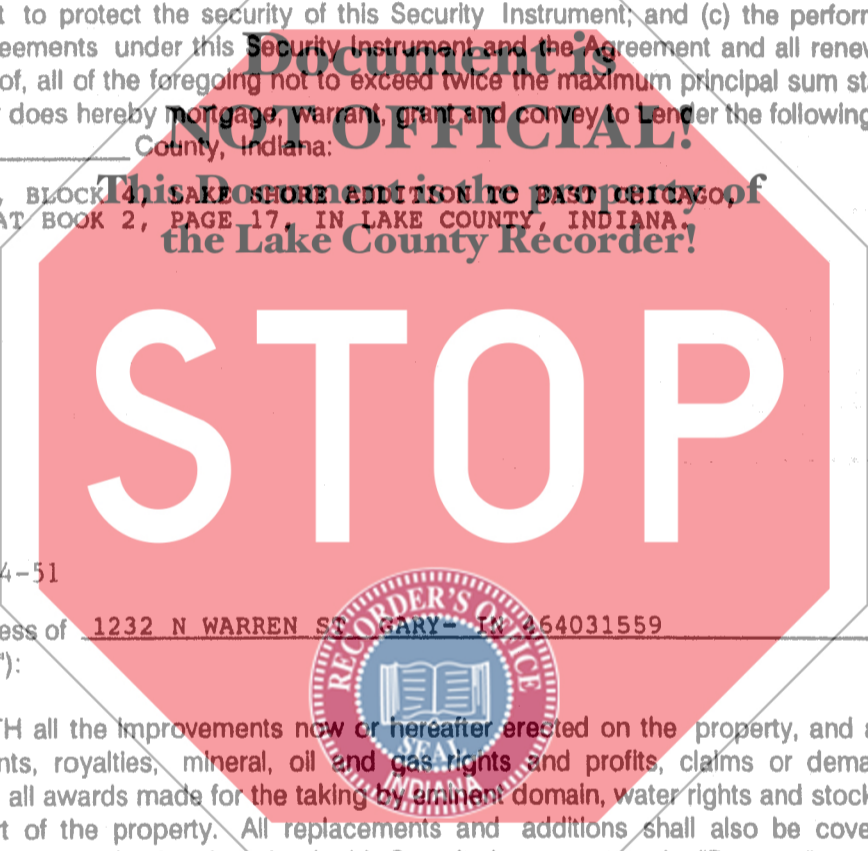 t to protect the security of this Security Instrument; and (c) the perform
eements under this Security Instrument and the Agreement and all renew
of, all of the foregoing not to exceed twice the maximum principal sum st
does hereby mortgage, warrant, grant and convey to Lender the following
County, Indiana:
Document is
NOT OFFICIAL!
This Document is the property of
the Lake County Recorder!
BLOCK 4, LAKE SHORE ADDITION TO EAST CHICAGO,
AT BOOK 2, PAGE 17, IN LAKE COUNTY, INDIANA.
STOP
4-51
ess of 1232 N WARREN ST GARY- IN 464031559
"):
RECORDER'S OFFICE
SEAL
INDIANA
TH all the improvements now or hereafter erected on the property, and a
nts, royalties, mineral, oil and gas rights and profits, claims or dema
all awards made for the taking by eminent domain, water rights and stock
t of the property. All replacements and additions shall also be cove